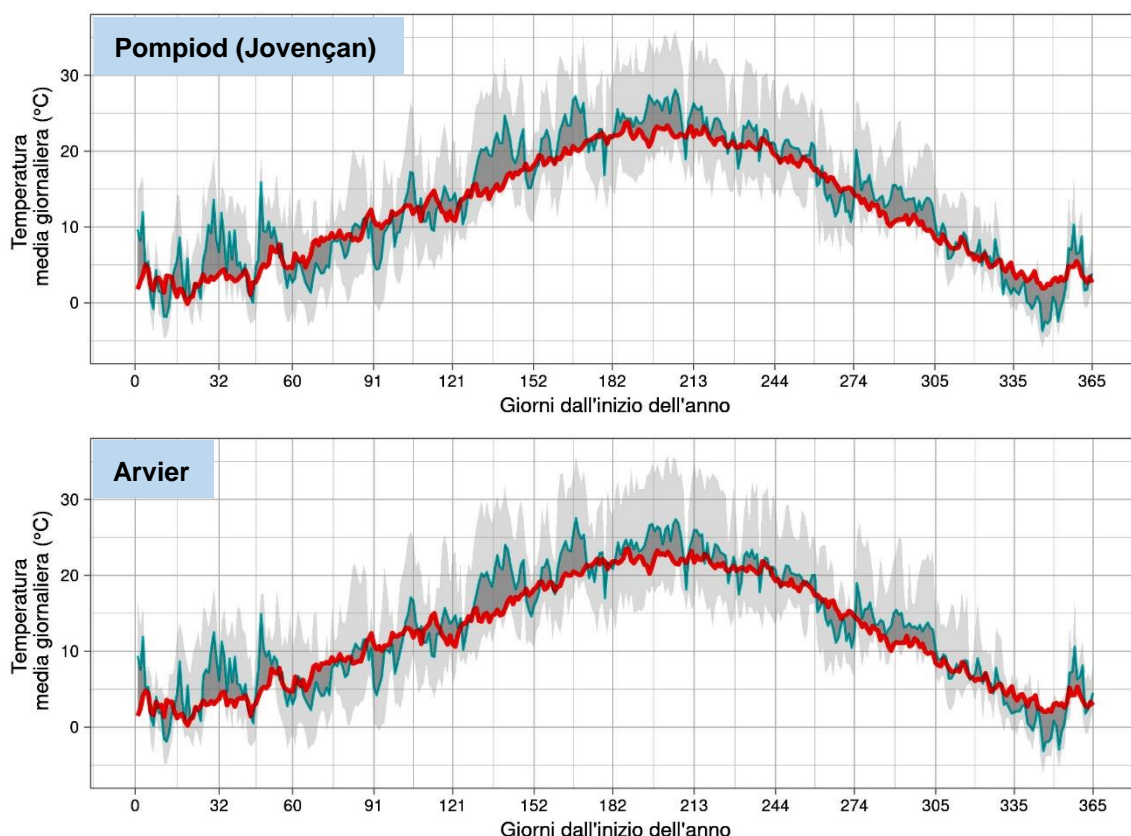 Pompiod (Jovençan)
Temperatura
media giornaliera (°C)
30
20
10
0
0 32 60 91 121 152 182 213 244 274 305 335 365
Giorni dall'inizio dell'anno
Arvier
Temperatura
media giornaliera (°C)
30
20
10
0
0 32 60 91 121 152 182 213 244 274 305 335 365
Giorni dall'inizio dell'anno